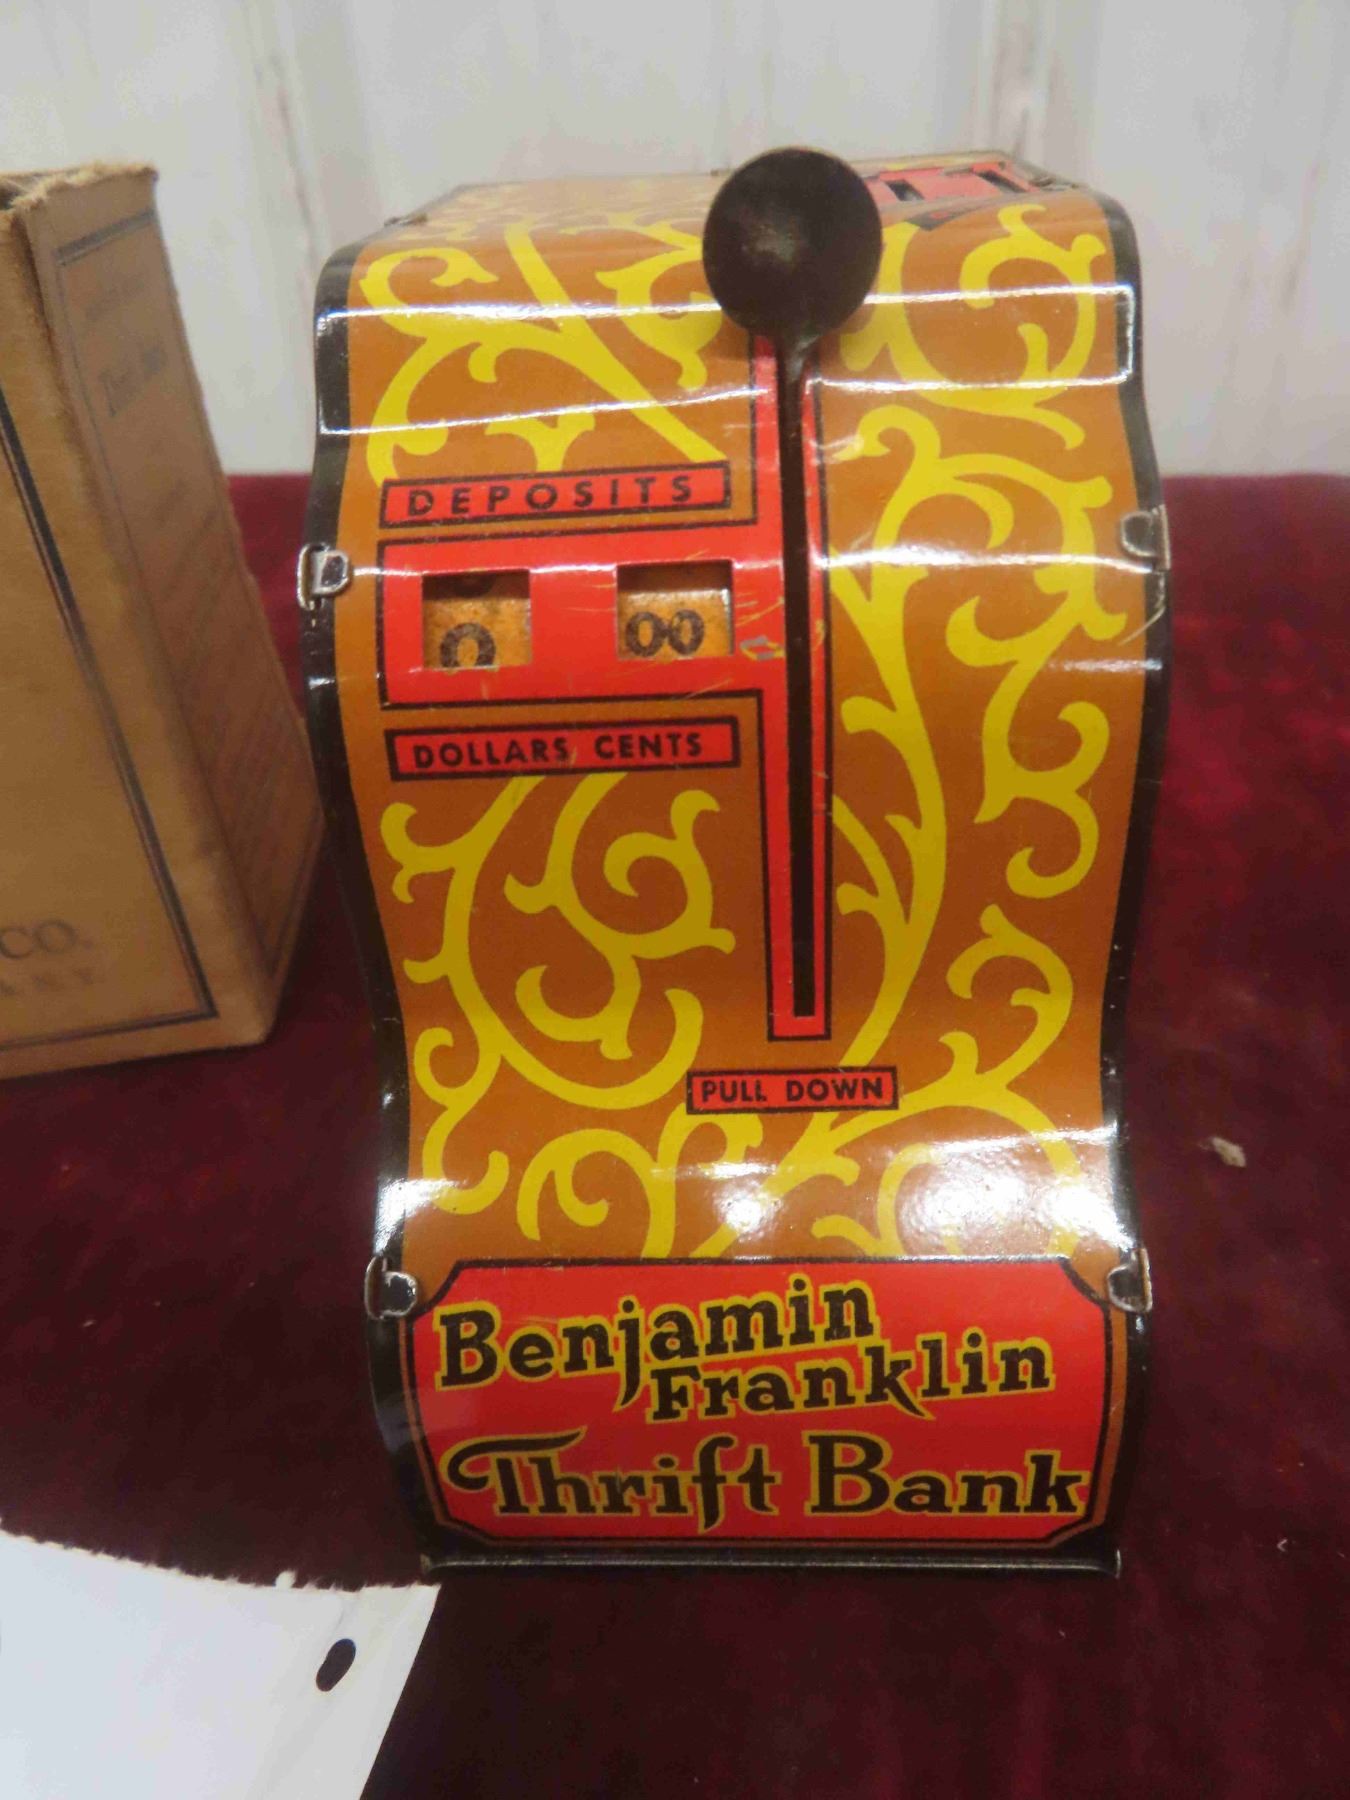 DEPOSITS
0 00
DOLLARS CENTS
PULL DOWN
Benjamin
Franklin
Thrift Bank
CO.
N.Y.